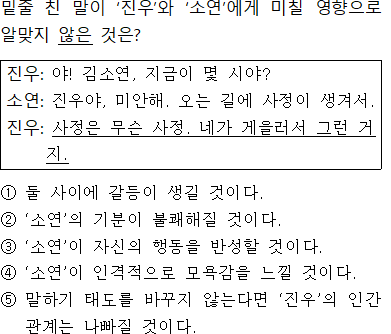 밑줄 친 말이 ‘진우’와 ‘소연’에게 미칠 영향으로
알맞지 않은 것은?
진우: 야! 김소연, 지금이 몇 시야?
소연: 진우야, 미안해. 오는 길에 사정이 생겨서.
진우: 사정은 무슨 사정. 네가 게을러서 그런 거
지.
① 둘 사이에 갈등이 생길 것이다.
② ‘소연’의 기분이 불쾌해질 것이다.
③ ‘소연’이 자신의 행동을 반성할 것이다.
④ ‘소연’이 인격적으로 모욕감을 느낄 것이다.
⑤ 말하기 태도를 바꾸지 않는다면 ‘진우’의 인간
관계는 나빠질 것이다.